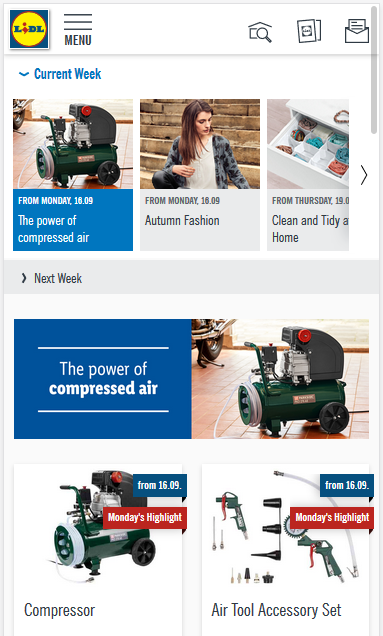 LiDL
MENU
Current Week
FROM MONDAY, 16.09
The power of
compressed air
FROM MONDAY, 16.09
Autumn Fashion
FROM THURSDAY, 19.0
Clean and Tidy at
Home
Next Week
The power of
compressed air
from 16.09.
Monday's Highlight
Compressor
from 16.09.
Monday's Highlight
Air Tool Accessory Set